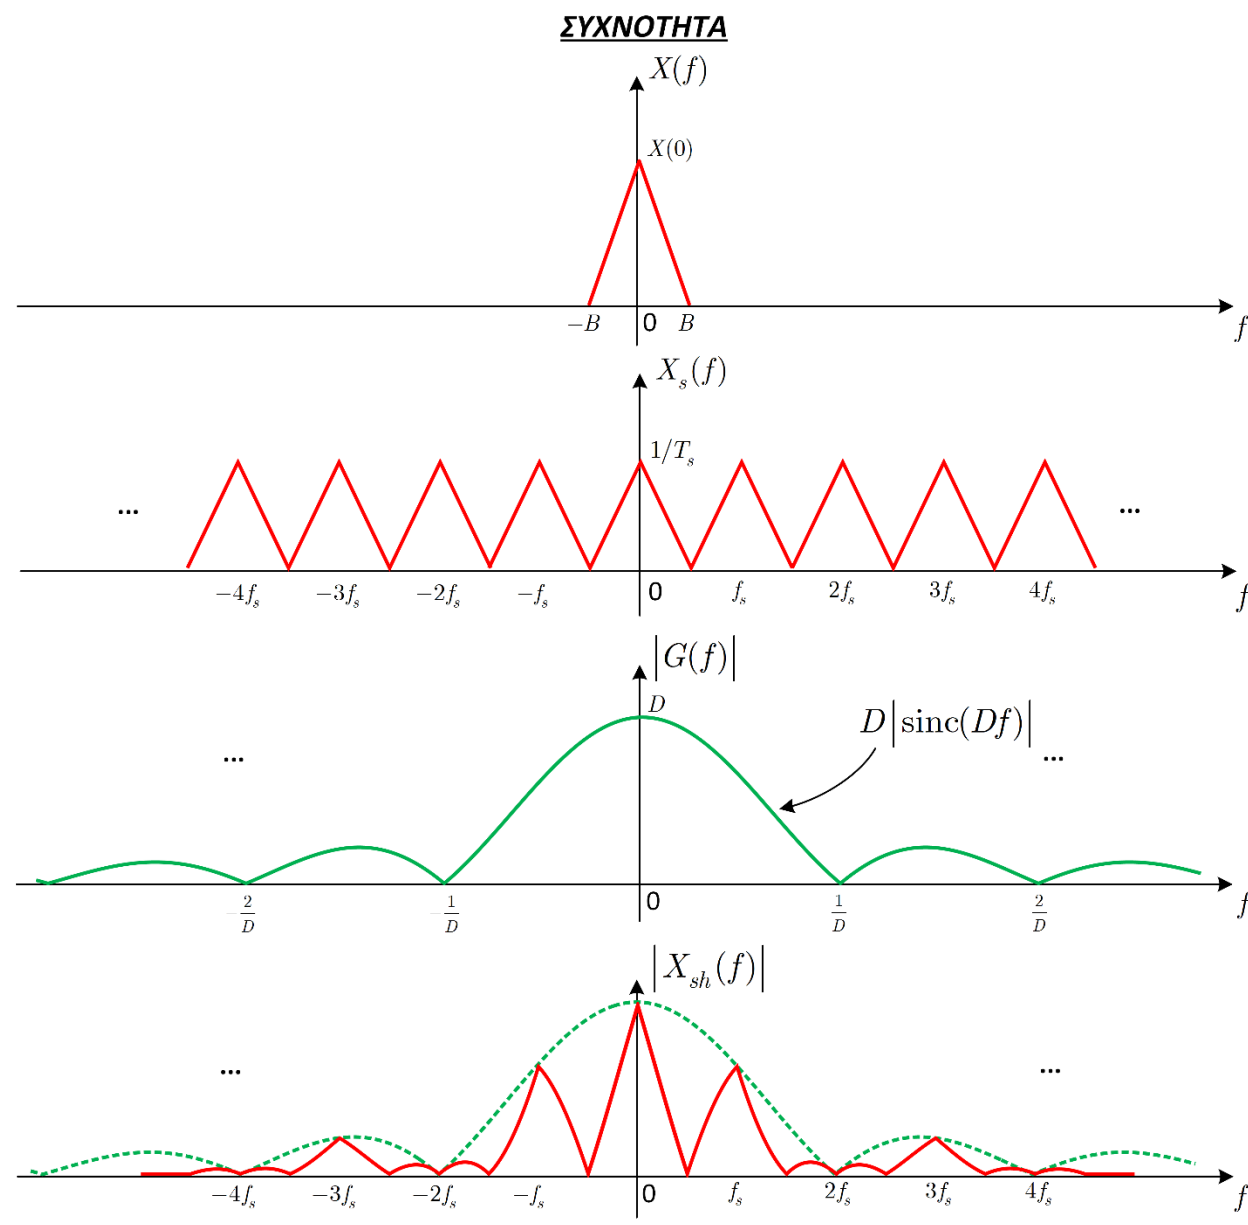 ΣΥΧΝΟΤΗΤΑ
X(f)
X(0)
−B 0 B
f
X_s(f)
1/T_s
... ...
−4f_s −3f_s −2f_s −f_s 0 f_s 2f_s 3f_s 4f_s
f
|G(f)|
D
D|sinc(Df)|
... ...
−2/D −1/D 0 1/D 2/D
f
|X_sh(f)|
... ...
−4f_s −3f_s −2f_s −f_s 0 f_s 2f_s 3f_s 4f_s
f